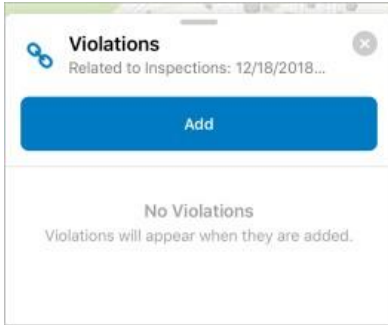 Violations
Related to Inspections: 12/18/2018...
Add
No Violations
Violations will appear when they are added.